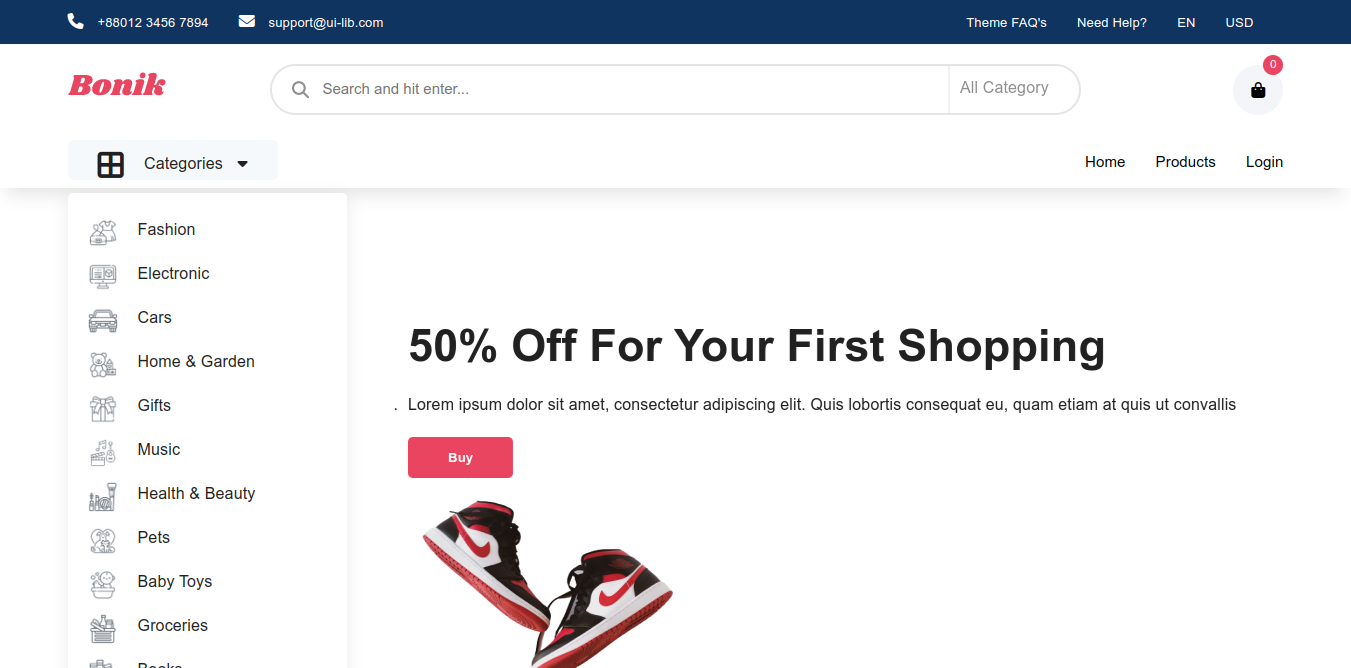 +88012 3456 7894 support@ui-lib.com Theme FAQ's Need Help? EN USD
Bonik Search and hit enter... All Category 0
Categories Home Products Login
Fashion
Electronic
Cars
Home & Garden
Gifts
Music
Health & Beauty
Pets
Baby Toys
Groceries
Books
50% Off For Your First Shopping
. Lorem ipsum dolor sit amet, consectetur adipiscing elit. Quis lobortis consequat eu, quam etiam at quis ut convallis
Buy